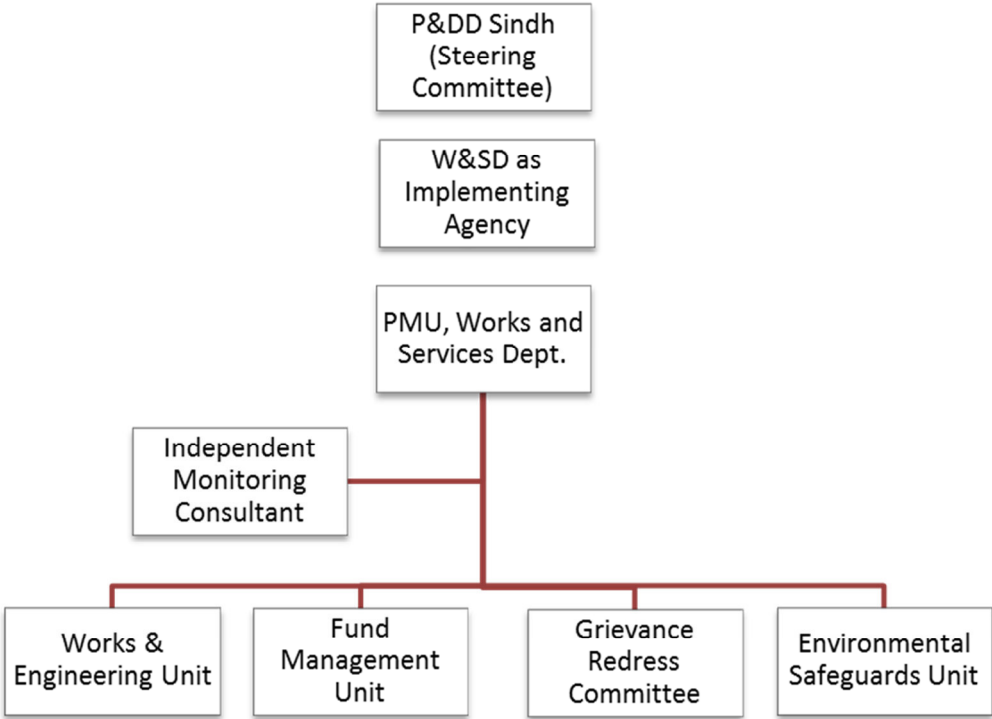 P&DD Sindh
(Steering
Committee)
W&SD as
Implementing
Agency
PMU, Works and
Services Dept.
Independent
Monitoring
Consultant
Works &
Engineering Unit
Fund
Management
Unit
Grievance
Redress
Committee
Environmental
Safeguards Unit